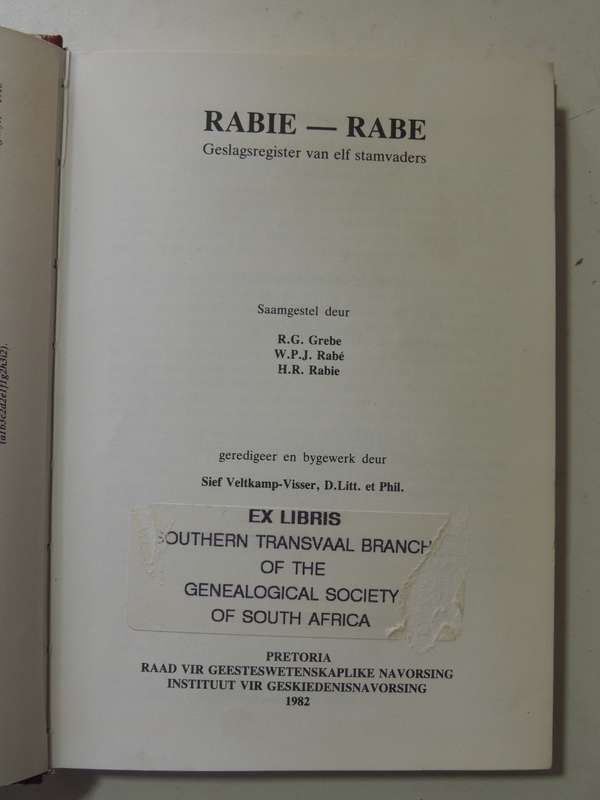 RABIE — RABE
Geslagsregister van elf stamvaders
Saamgestel deur
R.G. Grebe
W.P.J. Rabé
H.R. Rabie
geredigeer en bygewerk deur
Sief Veltkamp-Visser, D.Litt. et Phil.
EX LIBRIS
SOUTHERN TRANSVAAL BRANCH
OF THE
GENEALOGICAL SOCIETY
OF SOUTH AFRICA
PRETORIA
RAAD VIR GEESTESWETENSKAPLIKE NAVORSING
INSTITUUT VIR GESKIEDENISNAVORSING
1982